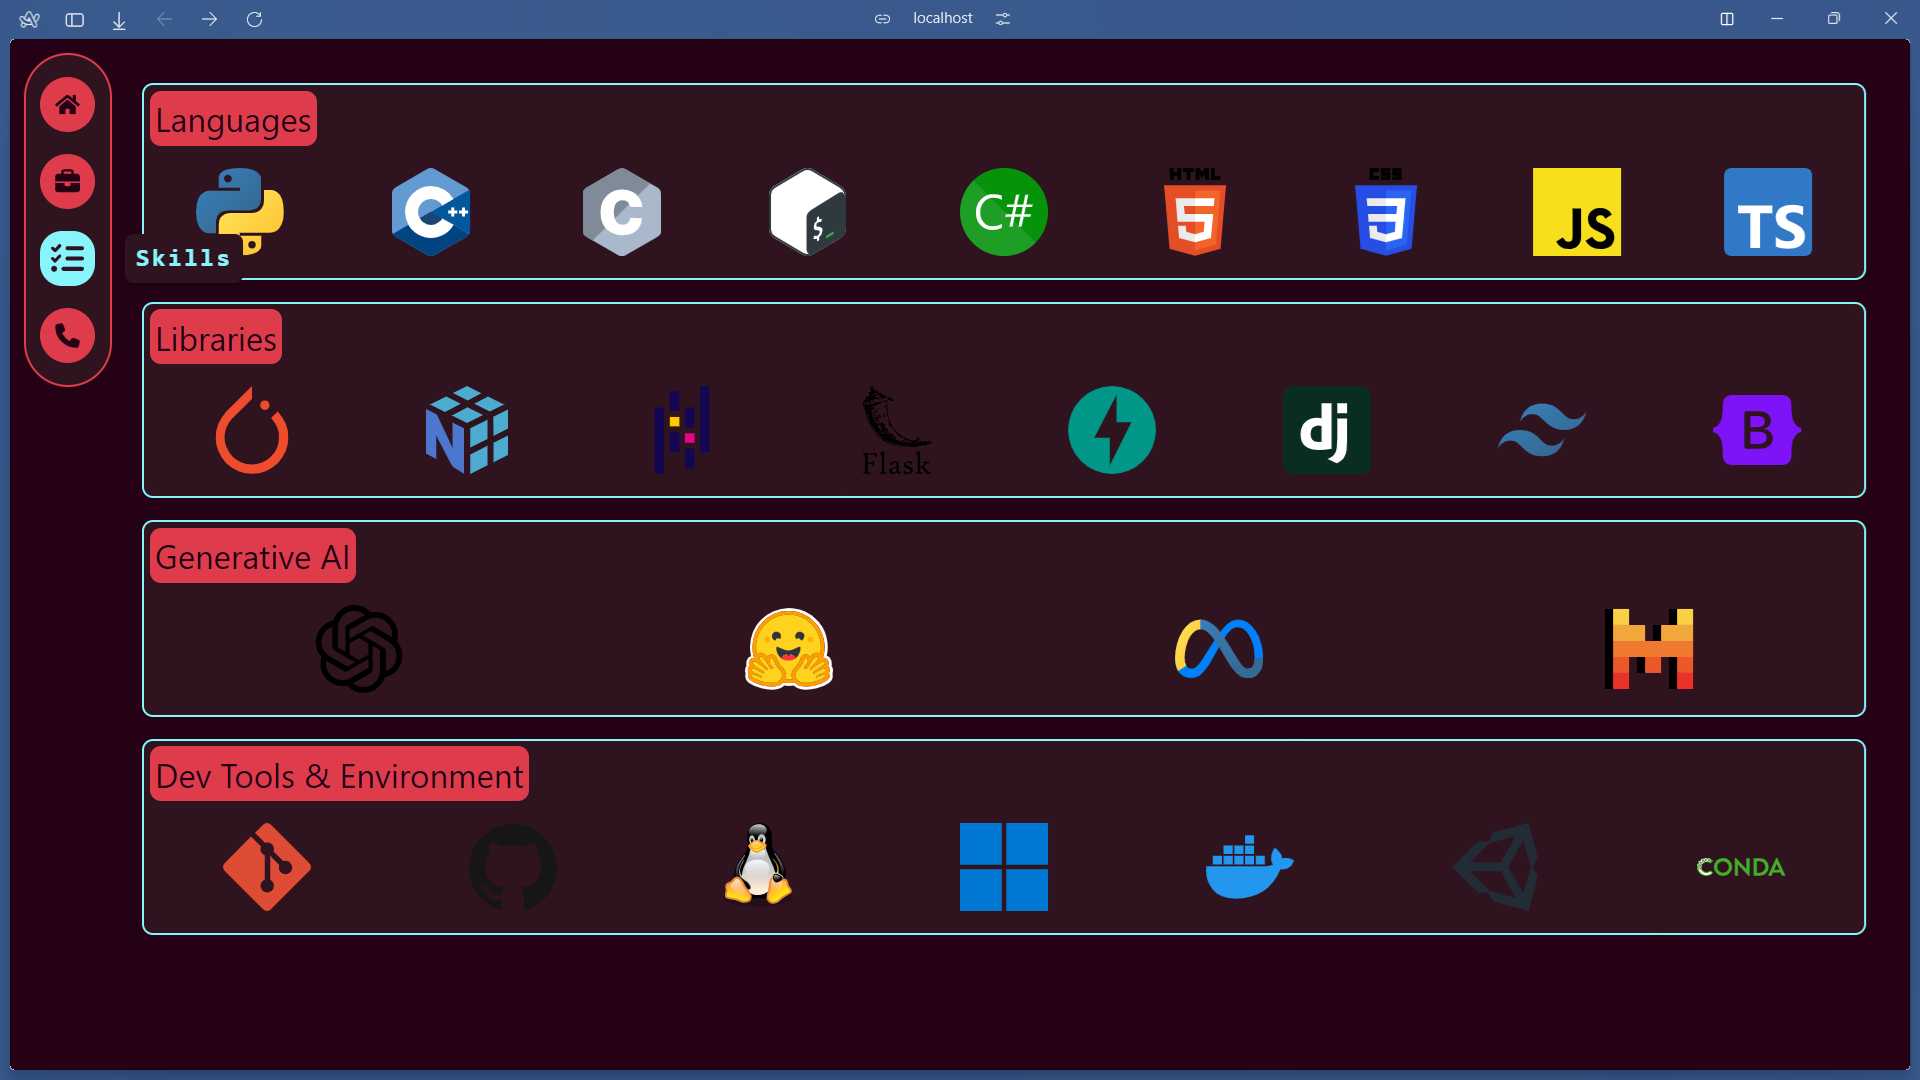 localhost
Languages
C++
C
$_
C#
HTML
5
CSS
3
JS
TS
Skills
Libraries
N
Flask
dj
B
Generative AI
Dev Tools & Environment
CONDA